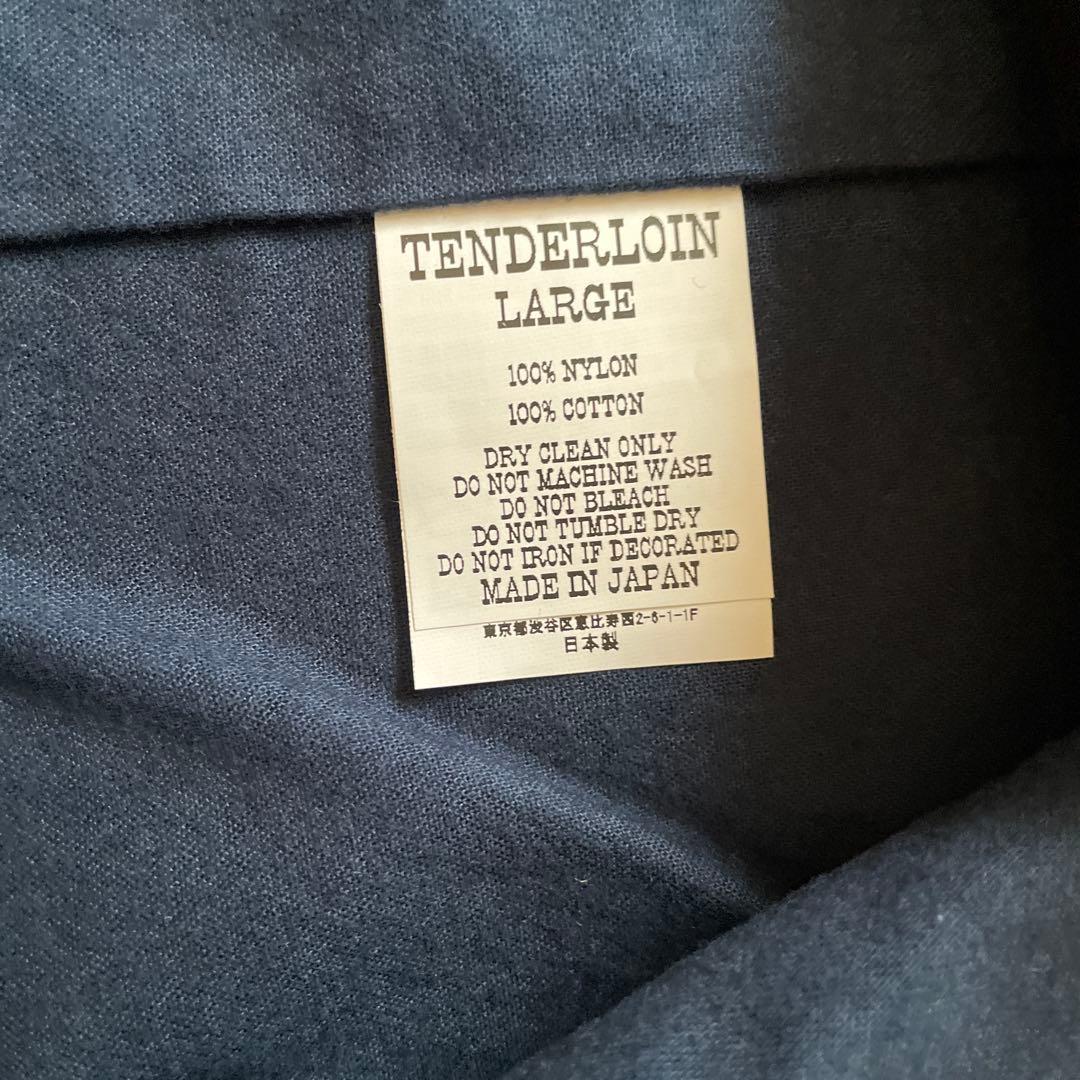 TENDERLOIN
LARGE
100% NYLON
100% COTTON
DRY CLEAN ONLY
DO NOT MACHINE WASH
DO NOT BLEACH
DO NOT TUMBLE DRY
DO NOT IRON IF DECORATED
MADE IN JAPAN
東京都渋谷区恵比寿西2-6-1-1F
日本製